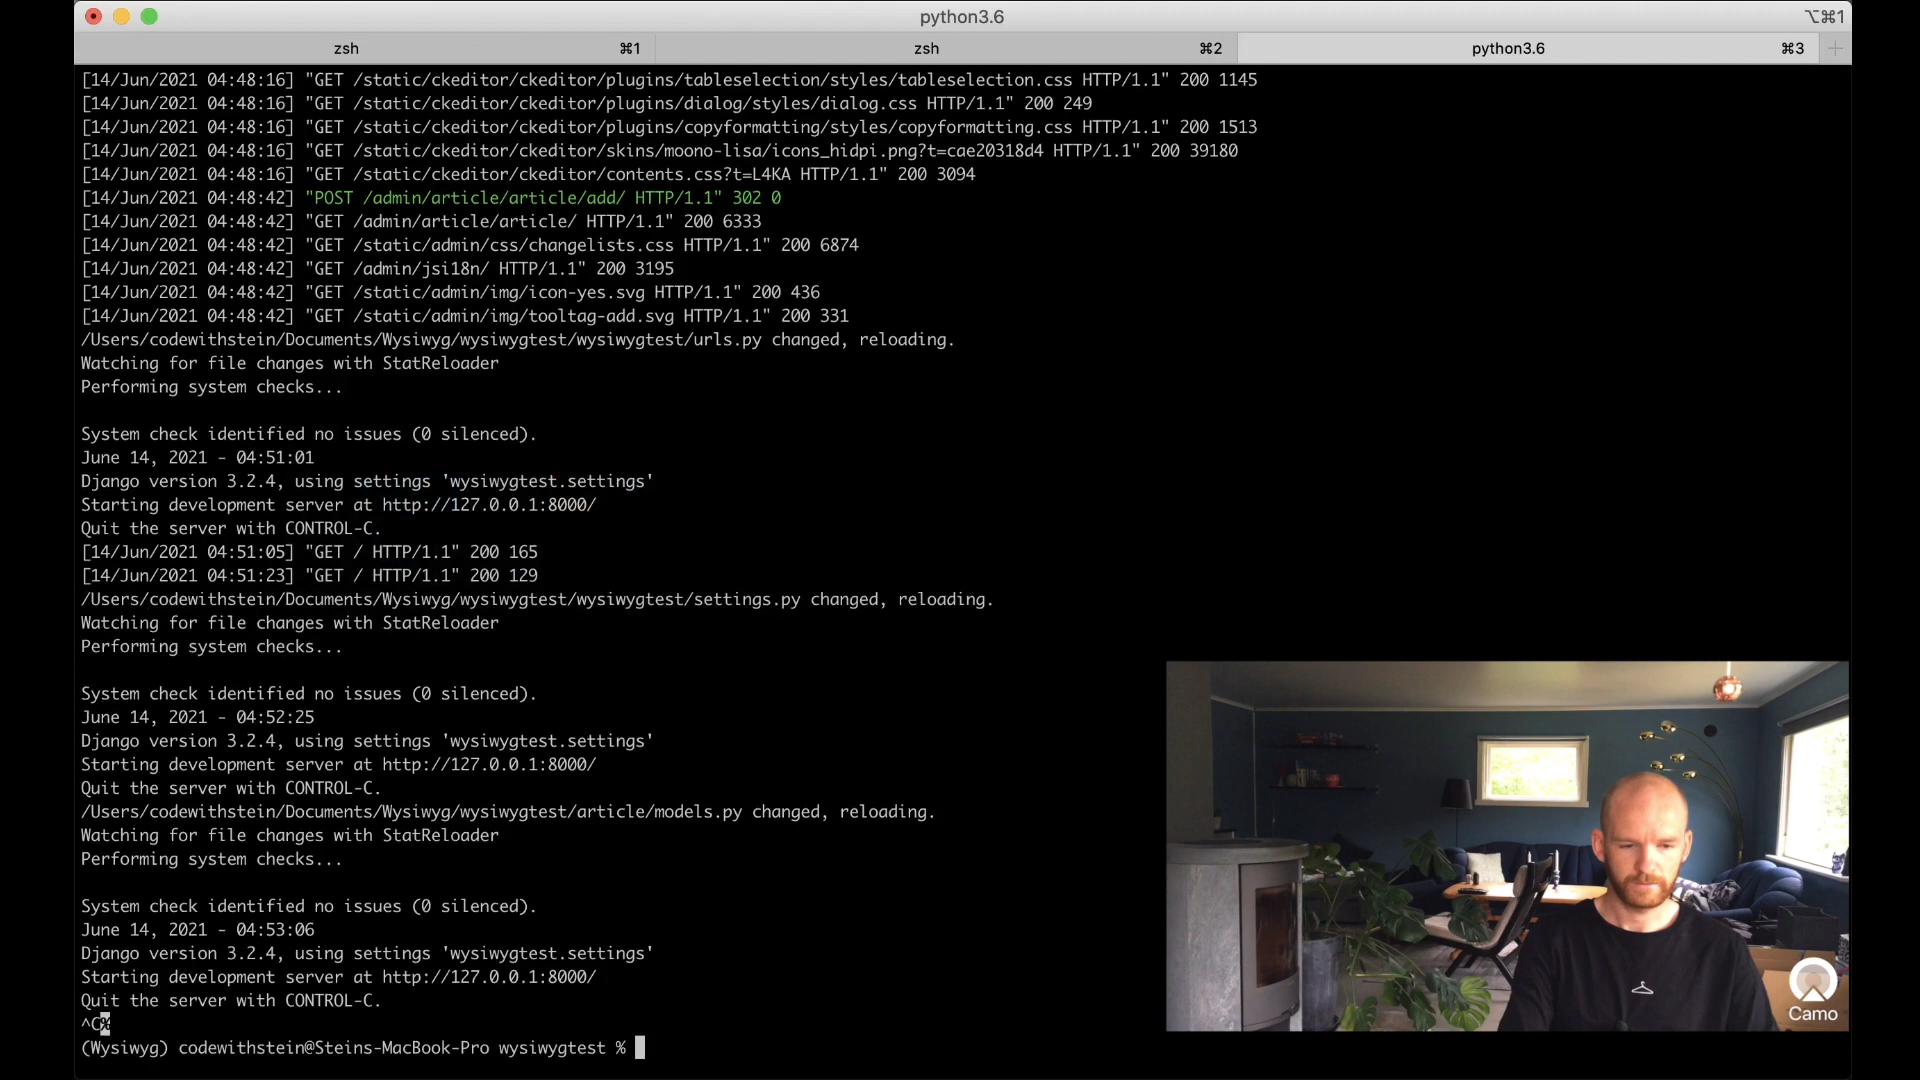 python3.6
⌥⌘1
zsh ⌘1 zsh ⌘2 python3.6 ⌘3 +
[14/Jun/2021 04:48:16] "GET /static/ckeditor/ckeditor/plugins/tableselection/styles/tableselection.css HTTP/1.1" 200 1145
[14/Jun/2021 04:48:16] "GET /static/ckeditor/ckeditor/plugins/dialog/styles/dialog.css HTTP/1.1" 200 249
[14/Jun/2021 04:48:16] "GET /static/ckeditor/ckeditor/plugins/copyformatting/styles/copyformatting.css HTTP/1.1" 200 1513
[14/Jun/2021 04:48:16] "GET /static/ckeditor/ckeditor/skins/moono-lisa/icons_hidpi.png?t=cae20318d4 HTTP/1.1" 200 39180
[14/Jun/2021 04:48:16] "GET /static/ckeditor/ckeditor/contents.css?t=L4KA HTTP/1.1" 200 3094
[14/Jun/2021 04:48:42] "POST /admin/article/article/add/ HTTP/1.1" 302 0
[14/Jun/2021 04:48:42] "GET /admin/article/article/ HTTP/1.1" 200 6333
[14/Jun/2021 04:48:42] "GET /static/admin/css/changelists.css HTTP/1.1" 200 6874
[14/Jun/2021 04:48:42] "GET /admin/jsi18n/ HTTP/1.1" 200 3195
[14/Jun/2021 04:48:42] "GET /static/admin/img/icon-yes.svg HTTP/1.1" 200 436
[14/Jun/2021 04:48:42] "GET /static/admin/img/tooltag-add.svg HTTP/1.1" 200 331
/Users/codewithstein/Documents/Wysiwyg/wysiwygtest/wysiwygtest/urls.py changed, reloading.
Watching for file changes with StatReloader
Performing system checks...
System check identified no issues (0 silenced).
June 14, 2021 - 04:51:01
Django version 3.2.4, using settings 'wysiwygtest.settings'
Starting development server at http://127.0.0.1:8000/
Quit the server with CONTROL-C.
[14/Jun/2021 04:51:05] "GET / HTTP/1.1" 200 165
[14/Jun/2021 04:51:23] "GET / HTTP/1.1" 200 129
/Users/codewithstein/Documents/Wysiwyg/wysiwygtest/wysiwygtest/settings.py changed, reloading.
Watching for file changes with StatReloader
Performing system checks...
System check identified no issues (0 silenced).
June 14, 2021 - 04:52:25
Django version 3.2.4, using settings 'wysiwygtest.settings'
Starting development server at http://127.0.0.1:8000/
Quit the server with CONTROL-C.
/Users/codewithstein/Documents/Wysiwyg/wysiwygtest/article/models.py changed, reloading.
Watching for file changes with StatReloader
Performing system checks...
System check identified no issues (0 silenced).
June 14, 2021 - 04:53:06
Django version 3.2.4, using settings 'wysiwygtest.settings'
Starting development server at http://127.0.0.1:8000/
Quit the server with CONTROL-C.
^C%
(Wysiwyg) codewithstein@Steins-MacBook-Pro wysiwygtest %
Camo